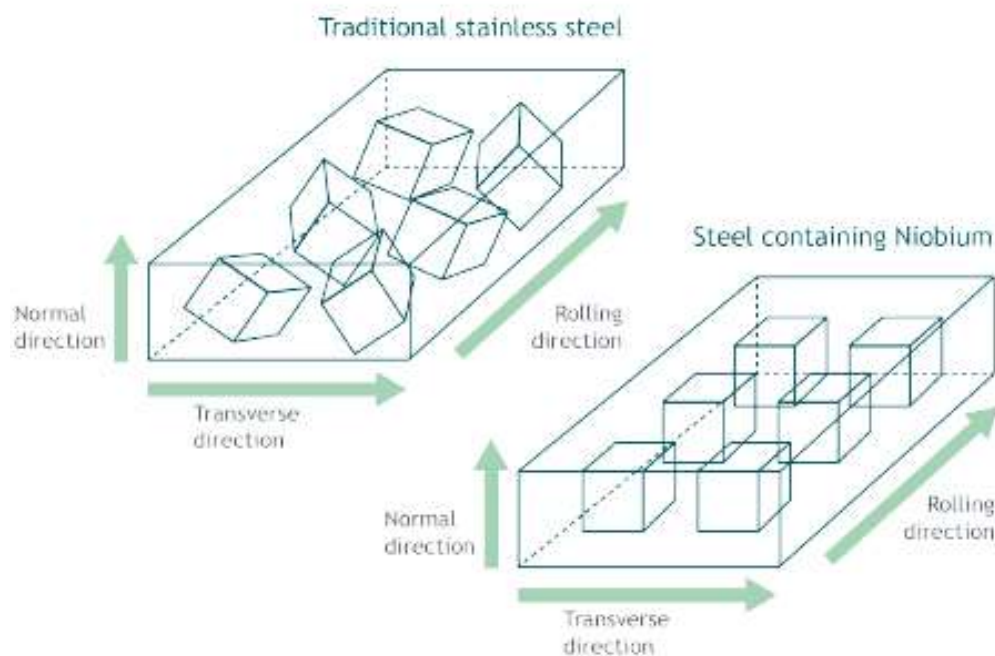 Traditional stainless steel
Normal
direction
Rolling
direction
Transverse
direction
Steel containing Niobium
Normal
direction
Rolling
direction
Transverse
direction